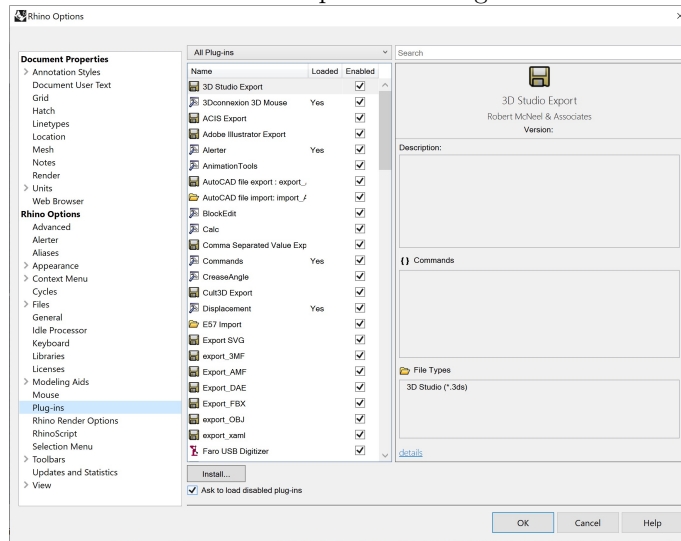 Rhino Options
Document Properties
Annotation Styles
Document User Text
Grid
Hatch
Linetypes
Location
Mesh
Notes
Render
Units
Web Browser
Rhino Options
Advanced
Alerter
Aliases
Appearance
Context Menu
Cycles
Files
General
Idle Processor
Keyboard
Libraries
Licenses
Modeling Aids
Mouse
Plug-ins
Rhino Render Options
RhinoScript
Selection Menu
Toolbars
Updates and Statistics
View
All Plug-ins
Name Loaded Enabled
3D Studio Export
3Dconnexion 3D Mouse Yes
ACIS Export
Adobe Illustrator Export
Alerter Yes
AnimationTools
AutoCAD file export : export_
AutoCAD file import: import_
BlockEdit
Calc
Comma Separated Value Exp
Commands Yes
CreaseAngle
Cult3D Export
Displacement Yes
E57 Import
Export SVG
export_3MF
Export_AMF
Export_DAE
Export_FBX
export_OBJ
export_xaml
Faro USB Digitizer
Install...
Ask to load disabled plug-ins
Search
3D Studio Export
Robert McNeel & Associates
Version:
Description:
{} Commands
File Types
3D Studio (*.3ds)
details
OK Cancel Help